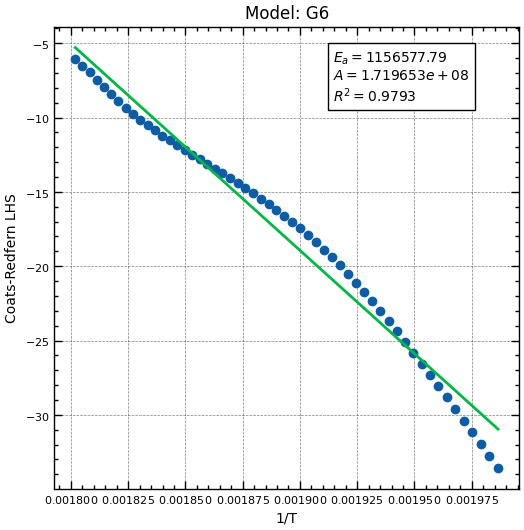 Model: G6
E_a = 1156577.79
A = 1.719653e + 08
R² = 0.9793
Coats-Redfern LHS
−5
−10
−15
−20
−25
−30
0.001800 0.001825 0.001850 0.001875 0.001900 0.001925 0.001950 0.001975
1/T